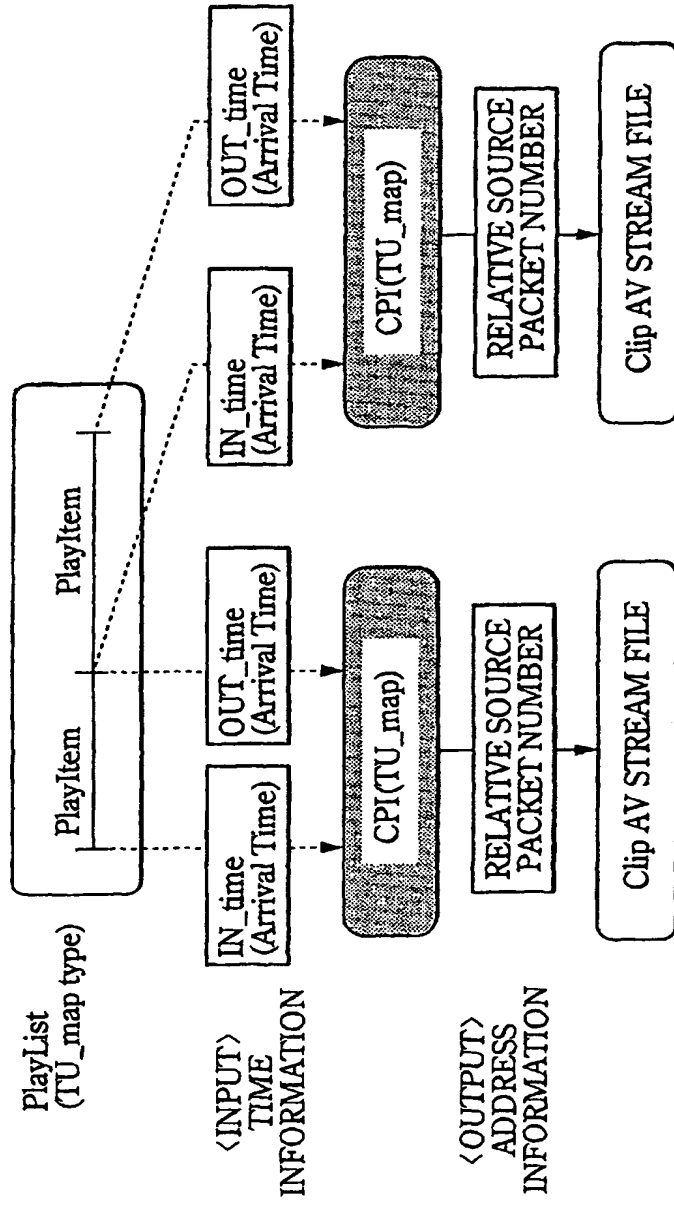 PlayList
(TU_map type)
PlayItem
PlayItem
<INPUT>
TIME
INFORMATION
IN_time
(Arrival Time)
OUT_time
(Arrival Time)
IN_time
(Arrival Time)
OUT_time
(Arrival Time)
CPI(TU_map)
CPI(TU_map)
<OUTPUT>
ADDRESS
INFORMATION
RELATIVE SOURCE
PACKET NUMBER
RELATIVE SOURCE
PACKET NUMBER
Clip AV STREAM FILE
Clip AV STREAM FILE